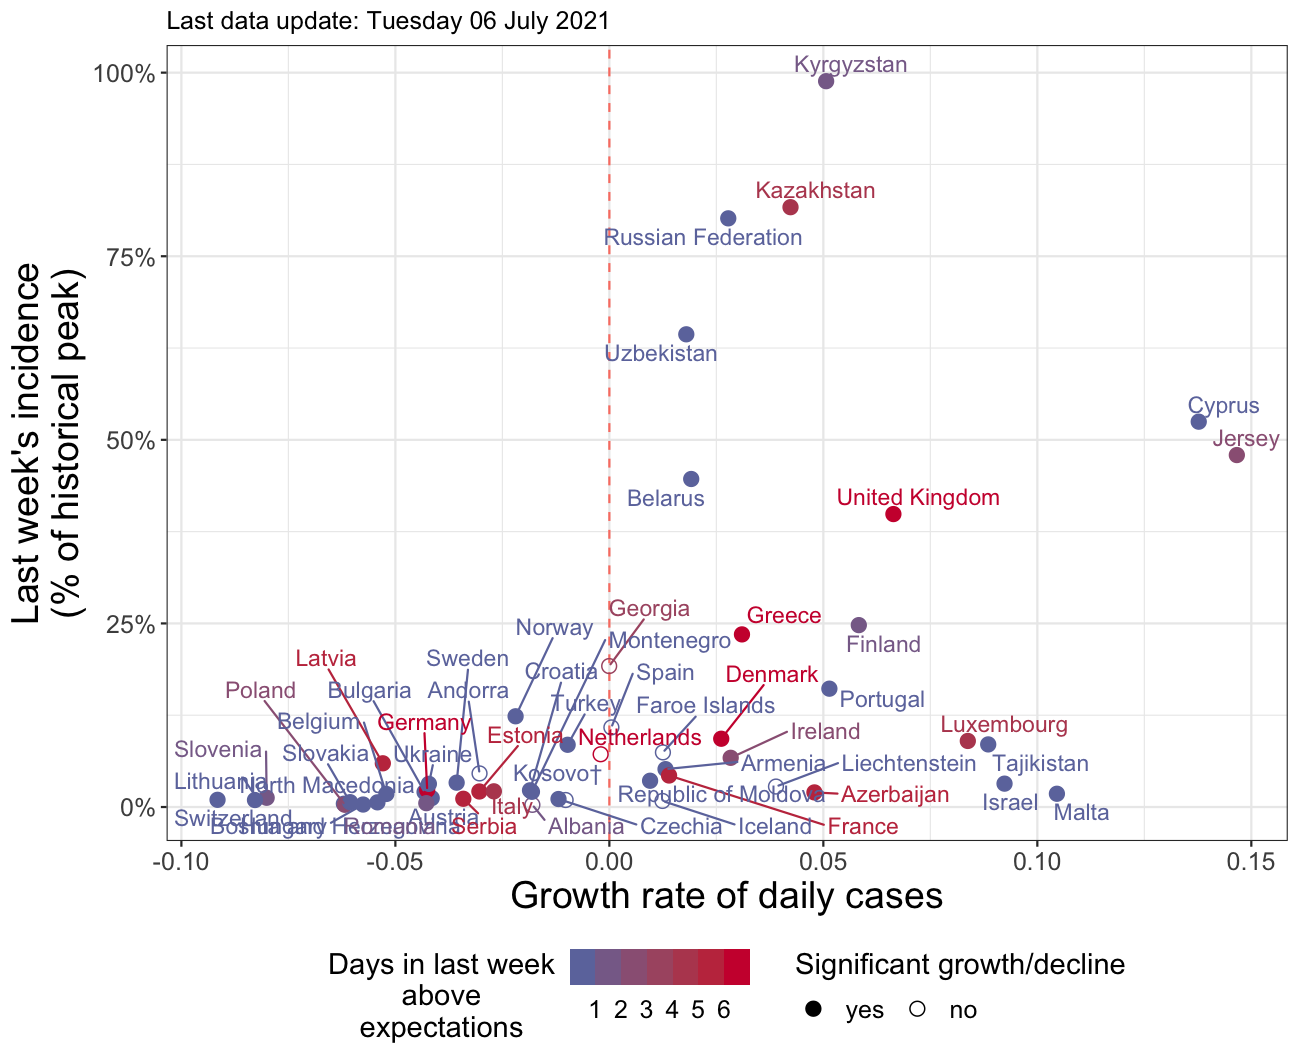 Last data update: Tuesday 06 July 2021
Last week's incidence
(% of historical peak)
100%
75%
50%
25%
0%
Kyrgyzstan
Kazakhstan
Russian Federation
Uzbekistan
Cyprus
Jersey
Belarus
United Kingdom
Georgia
Greece
Norway
Montenegro
Finland
Latvia
Sweden
Croatia
Spain
Denmark
Poland
Bulgaria
Andorra
Turkey
Faroe Islands
Portugal
Belgium
Germany
Estonia
Netherlands
Ireland
Luxembourg
Slovenia
Slovakia
Ukraine
Kosovo†
Armenia
Liechtenstein
Tajikistan
Lithuania
North Macedonia
Republic of Moldova
Azerbaijan
Israel
Italy
Malta
Switzerland
Austria
Bosnia and Herzegovina
Hungary
Romania
Serbia
Albania
Czechia
Iceland
France
-0.10
-0.05
0.00
0.05
0.10
0.15
Growth rate of daily cases
Days in last week
above
expectations
1 2 3 4 5 6
Significant growth/decline
yes
no